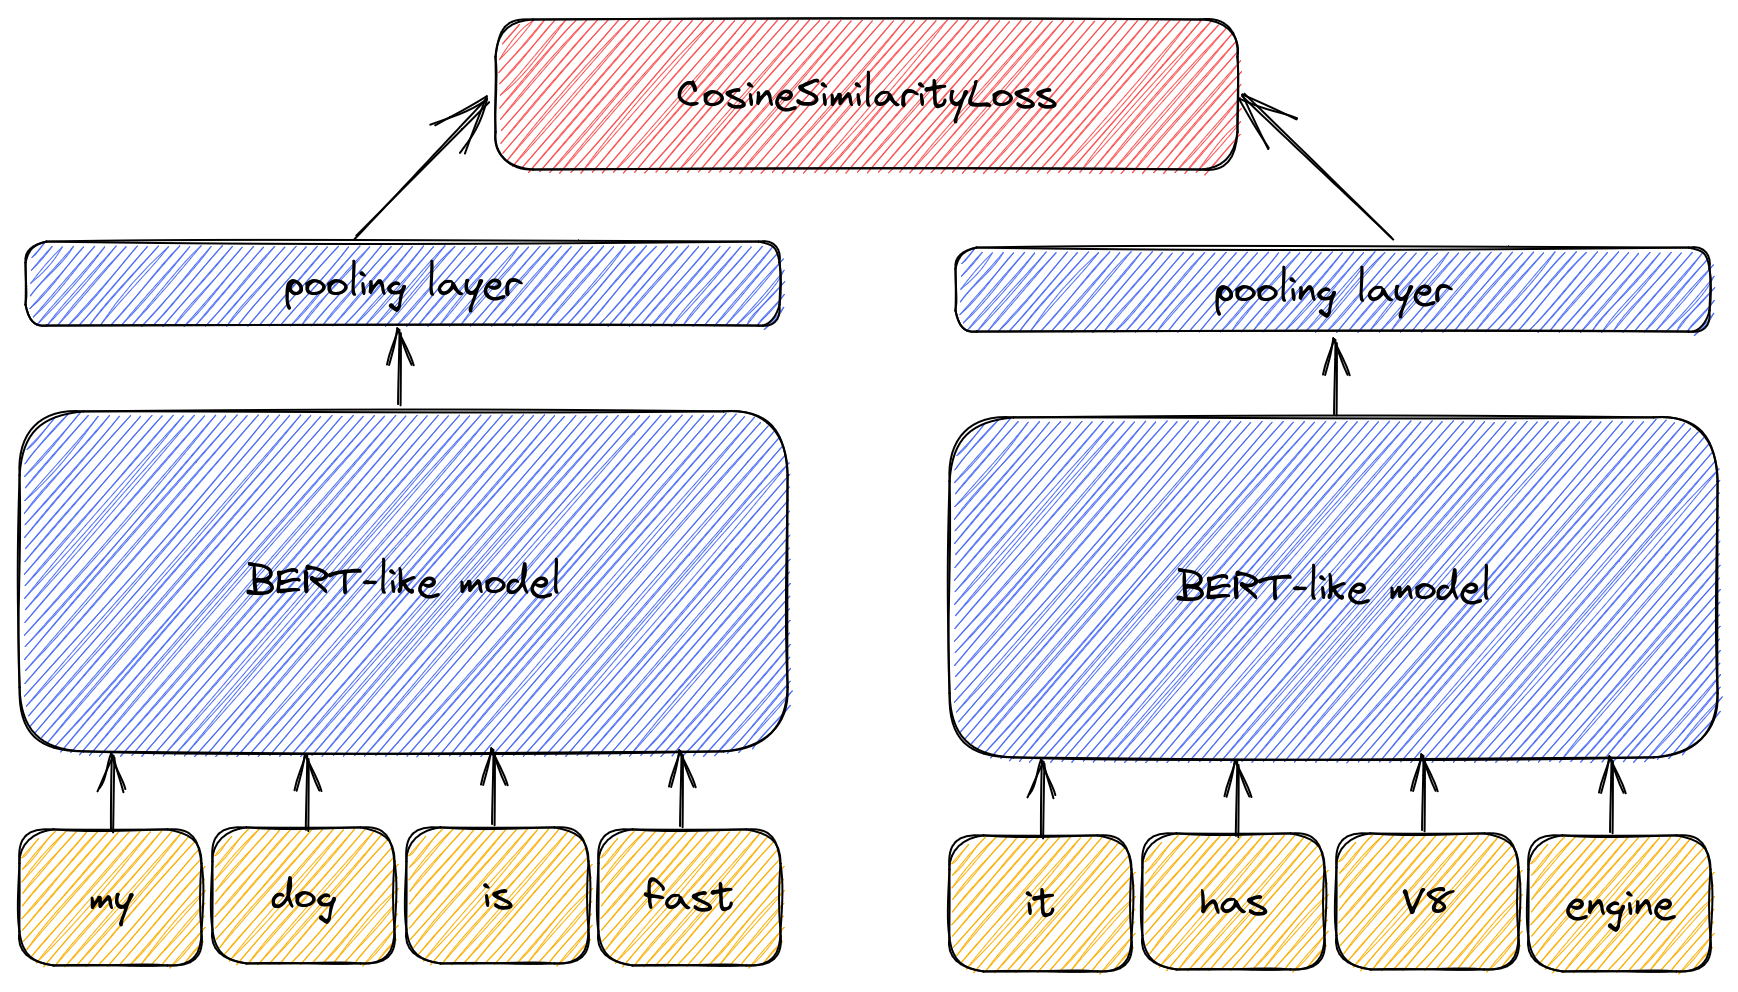 CosineSimilarityLoss
pooling layer
pooling layer
BERT-like model
BERT-like model
my dog is fast
it has V8 engine